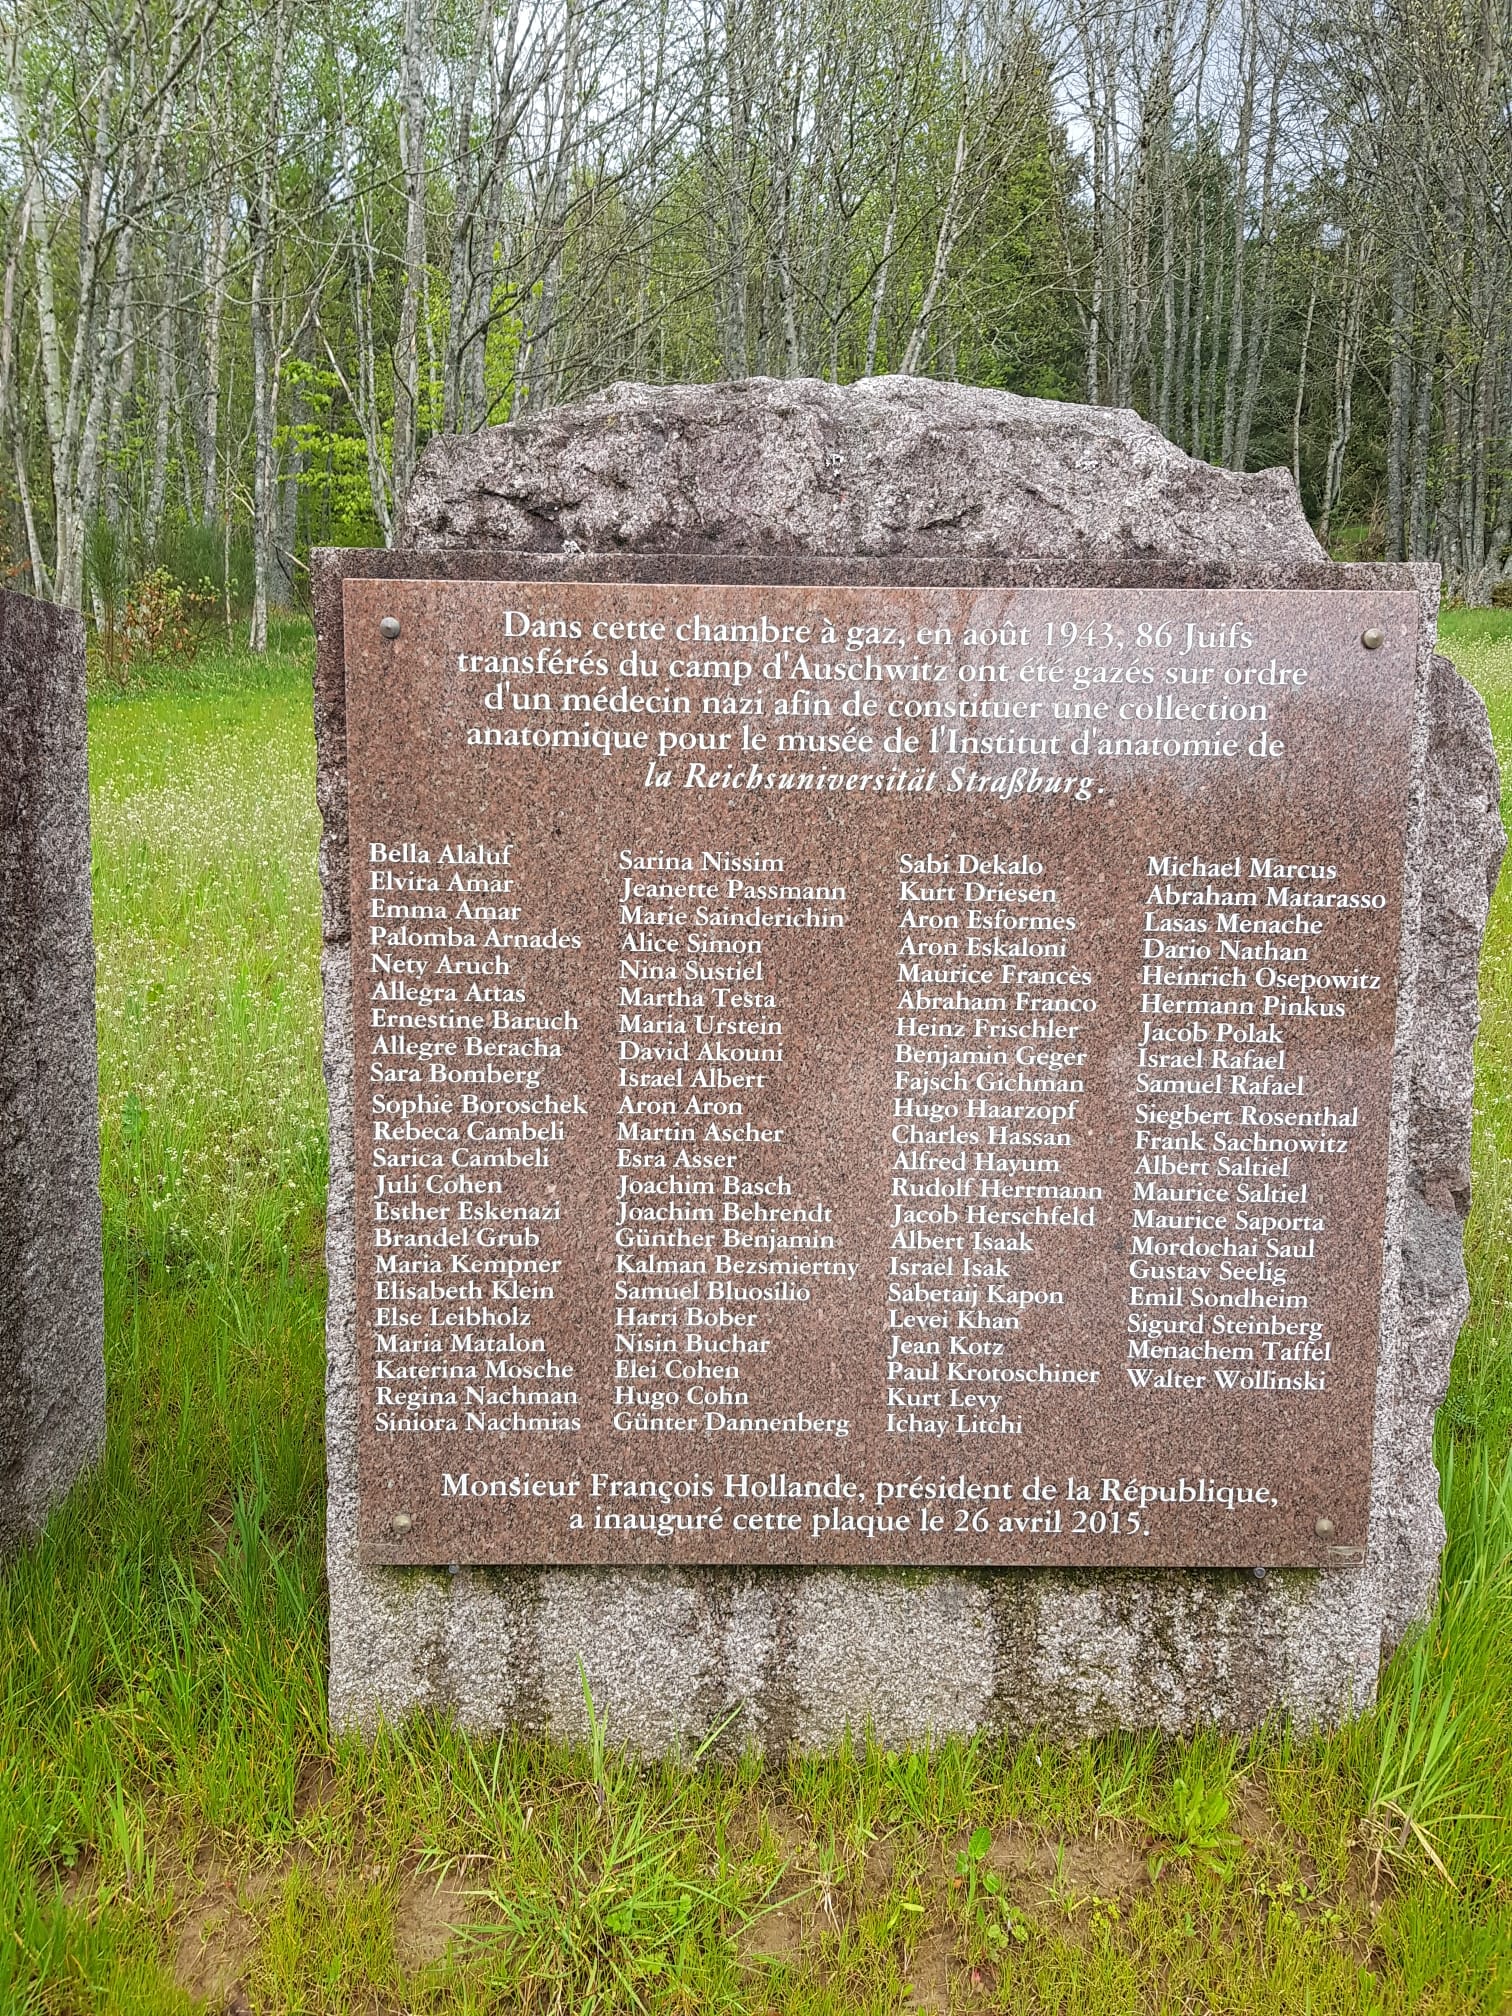 Dans cette chambre à gaz, en août 1943, 86 Juifs
transférés du camp d'Auschwitz ont été gazés sur ordre
d'un médecin nazi afin de constituer une collection
anatomique pour le musée de l'Institut d'anatomie de
la Reichsuniversität Straßburg.
Bella Alaluf
Elvira Amar
Emma Amar
Palomba Arnades
Nety Aruch
Allegra Attas
Ernestine Baruch
Allegre Beracha
Sara Bomberg
Sophie Boroschek
Rebeca Cambeli
Sarica Cambeli
Juli Cohen
Esther Eskenazi
Brandel Grub
Maria Kempner
Elisabeth Klein
Else Leibholz
Maria Matalon
Katerina Mosche
Regina Nachman
Siniora Nachmias
Sarina Nissim
Jeanette Passmann
Marie Sainderichin
Alice Simon
Nina Sustiel
Martha Testa
Maria Urstein
David Akouni
Israel Albert
Aron Aron
Martin Ascher
Esra Asser
Joachim Basch
Joachim Behrendt
Günther Benjamin
Kalman Bezsmiertny
Samuel Bluosilio
Harri Bober
Nisin Buchar
Elei Cohen
Hugo Cohn
Günter Dannenberg
Sabi Dekalo
Kurt Driesen
Aron Esformes
Aron Eskaloni
Maurice Francès
Abraham Franco
Heinz Frischler
Benjamin Geger
Fajsch Gichman
Hugo Haarzopf
Charles Hassan
Alfred Hayum
Rudolf Herrmann
Jacob Herschfeld
Albert Isaak
Israel Isak
Sabetaij Kapon
Levei Khan
Jean Kotz
Paul Krotoschiner
Kurt Levy
Ichay Litchi
Michael Marcus
Abraham Matarasso
Lasas Menache
Dario Nathan
Heinrich Osepowitz
Hermann Pinkus
Jacob Polak
Israel Rafael
Samuel Rafael
Siegbert Rosenthal
Frank Sachnowitz
Albert Saltiel
Maurice Saltiel
Maurice Saporta
Mordochai Saul
Gustav Seelig
Emil Sondheim
Sigurd Steinberg
Menachem Taffel
Walter Wollinski
Monsieur François Hollande, président de la République,
a inauguré cette plaque le 26 avril 2015.